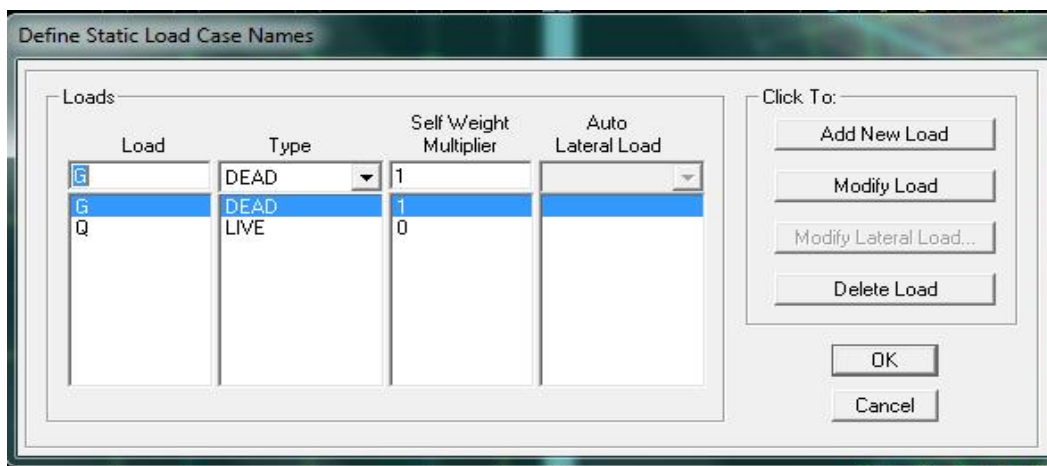 Define Static Load Case Names
Loads
Load Type Self Weight Multiplier Auto Lateral Load
G DEAD 1
G DEAD 1
Q LIVE 0
Click To:
Add New Load
Modify Load
Modify Lateral Load...
Delete Load
OK
Cancel